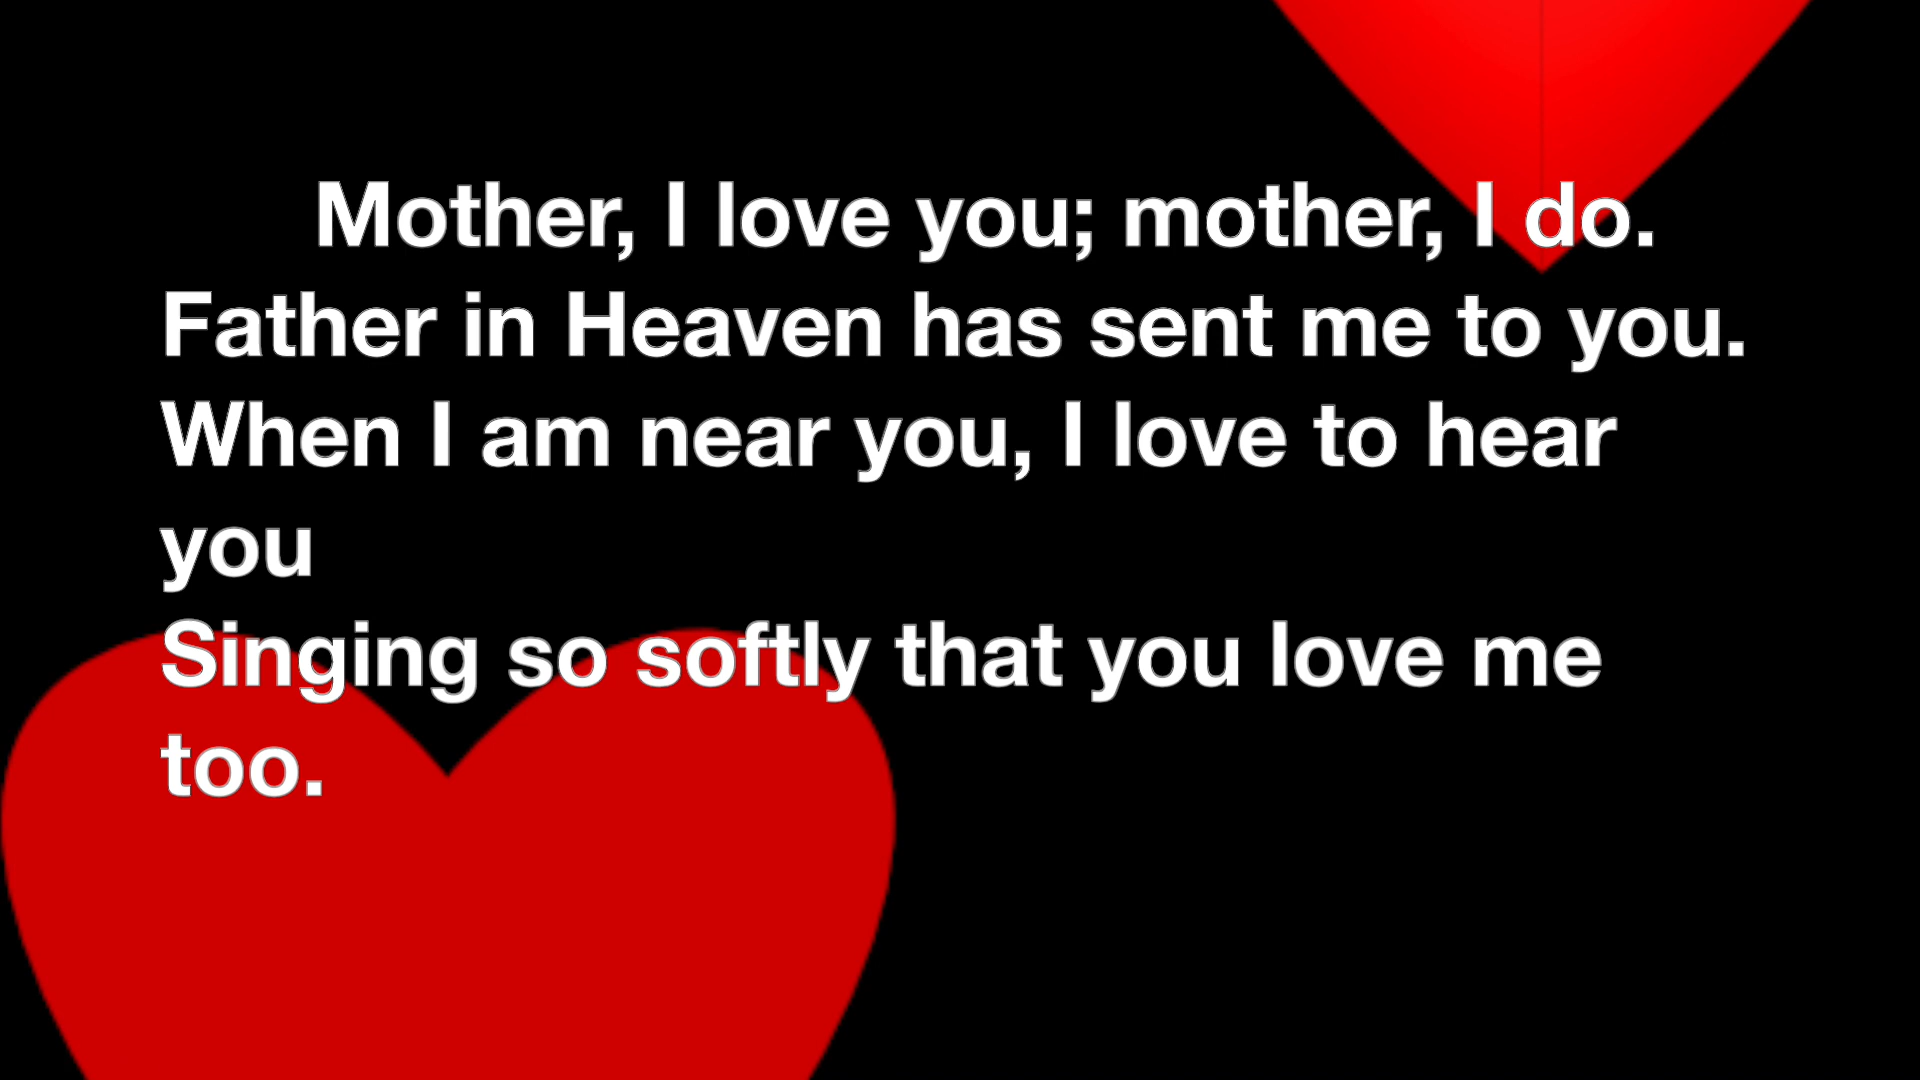 Mother, I love you; mother, I do.
Father in Heaven has sent me to you.
When I am near you, I love to hear
you
Singing so softly that you love me
too.